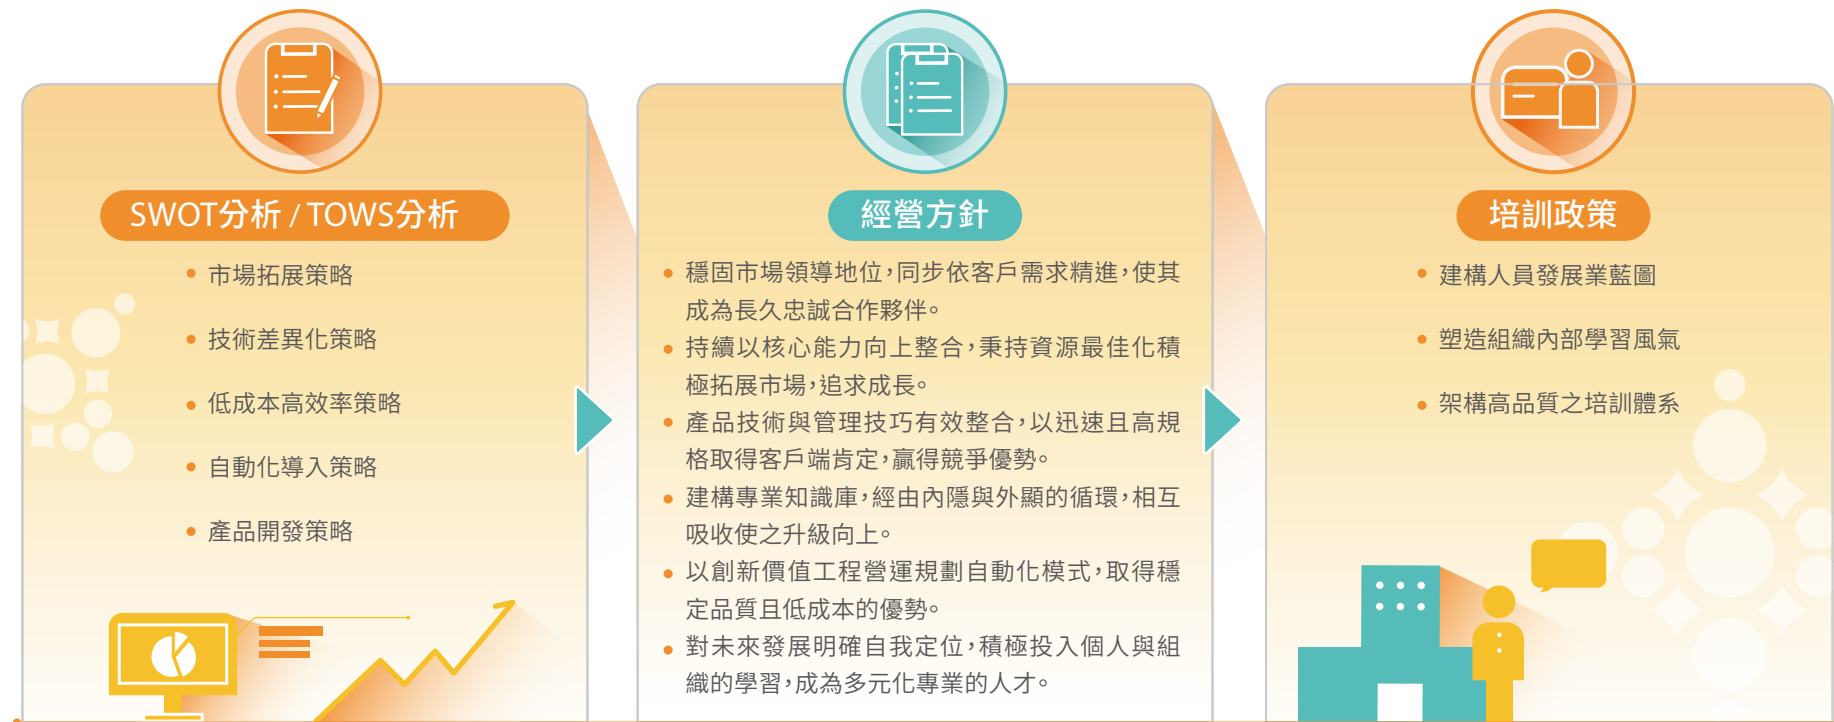 SWOT分析 / TOWS分析
市場拓展策略
技術差異化策略
低成本高效率策略
自動化導入策略
產品開發策略
經營方針
穩固市場領導地位,同步依客戶需求精進,使其
成為長久忠誠合作夥伴。
持續以核心能力向上整合,秉持資源最佳化積
極拓展市場,追求成長。
產品技術與管理技巧有效整合,以迅速且高規
格取得客戶端肯定,贏得競爭優勢。
建構專業知識庫,經由內隱與外顯的循環,相互
吸收使之升級向上。
以創新價值工程營運規劃自動化模式,取得穩
定品質且低成本的優勢。
對未來發展明確自我定位,積極投入個人與組
織的學習,成為多元化專業的人才。
培訓政策
建構人員發展業藍圖
塑造組織內部學習風氣
架構高品質之培訓體系